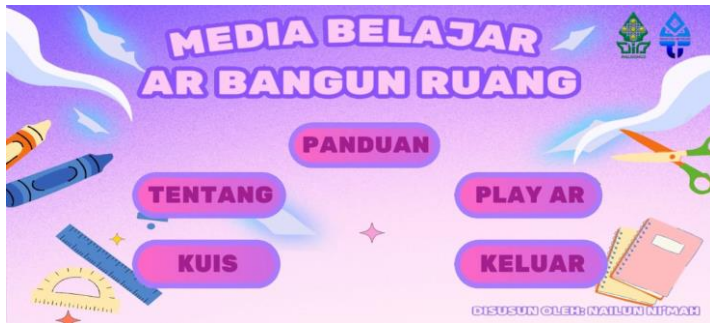 MEDIA BELAJAR
AR BANGUN RUANG
PANDUAN
TENTANG
PLAY AR
KUIS
KELUAR
DISUSUN OLEH: NAILUN NI'MAH